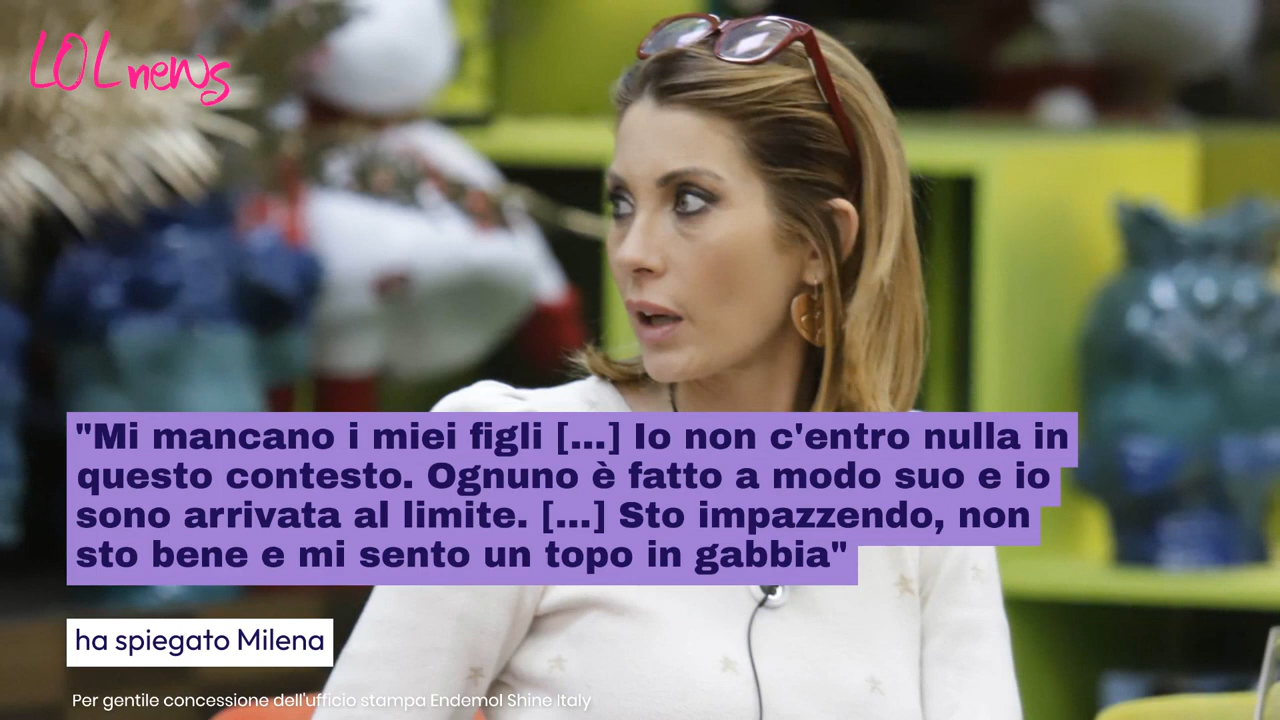 LOL news
"Mi mancano i miei figli [...] Io non c'entro nulla in
questo contesto. Ognuno è fatto a modo suo e io
sono arrivata al limite. [...] Sto impazzendo, non
sto bene e mi sento un topo in gabbia"
ha spiegato Milena
Per gentile concessione dell'ufficio stampa Endemol Shine Italy